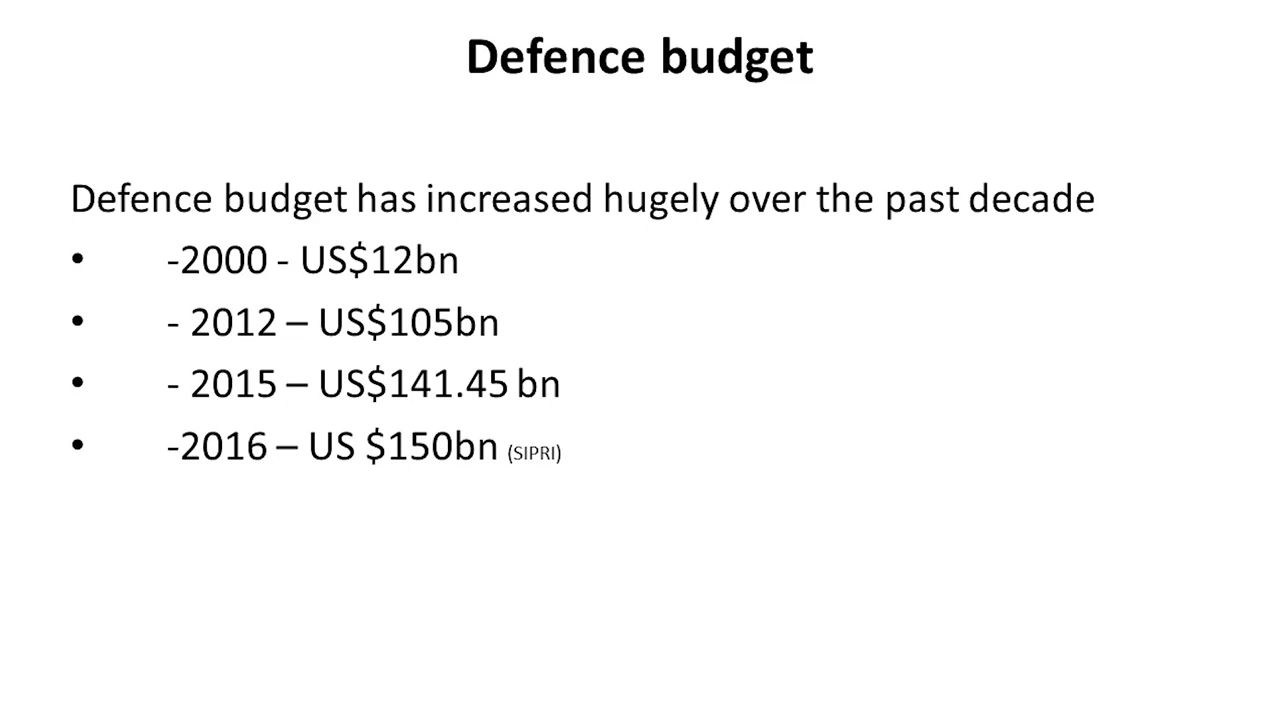 Defence budget
Defence budget has increased hugely over the past decade
• -2000 - US$12bn
• - 2012 – US$105bn
• - 2015 – US$141.45 bn
• -2016 – US $150bn (SIPRI)